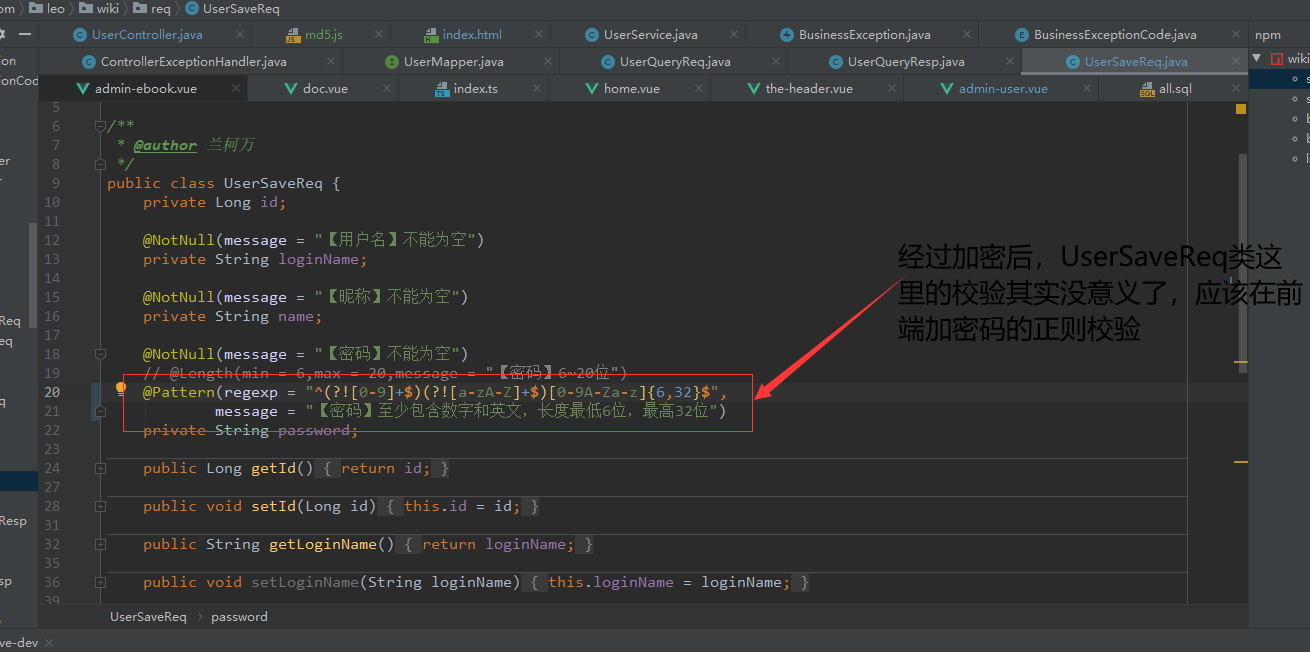 om leo wiki req UserSaveReq
UserController.java md5.js index.html UserService.java BusinessException.java BusinessExceptionCode.java npm
ion ControllerExceptionHandler.java UserMapper.java UserQueryReq.java UserQueryResp.java UserSaveReq.java wiki
onCod admin-ebook.vue doc.vue index.ts home.vue the-header.vue admin-user.vue all.sql
5
6 /**
7 * @author 兰柯万
8 */
9 public class UserSaveReq {
10 private Long id;
11
12 @NotNull(message = "【用户名】不能为空")
13 private String loginName;
14
15 @NotNull(message = "【昵称】不能为空")
16 private String name;
17
18 @NotNull(message = "【密码】不能为空")
19 // @Length(min = 6,max = 20,message = "【密码】6~20位")
20 @Pattern(regexp = "^(?![0-9]+$)(?![a-zA-Z]+$)[0-9A-Za-z]{6,32}$",
21 message = "【密码】至少包含数字和英文，长度最低6位，最高32位")
22 private String password;
23
24 public Long getId() { return id; }
27
28 public void setId(Long id) { this.id = id; }
31
32 public String getLoginName() { return loginName; }
35
36 public void setLoginName(String loginName) { this.loginName = loginName; }
39
经过加密后，UserSaveReq类这
里的校验其实没意义了，应该在前
端加密码的正则校验
er
Req
eq
q
Resp
sp
UserSaveReq password
ve-dev